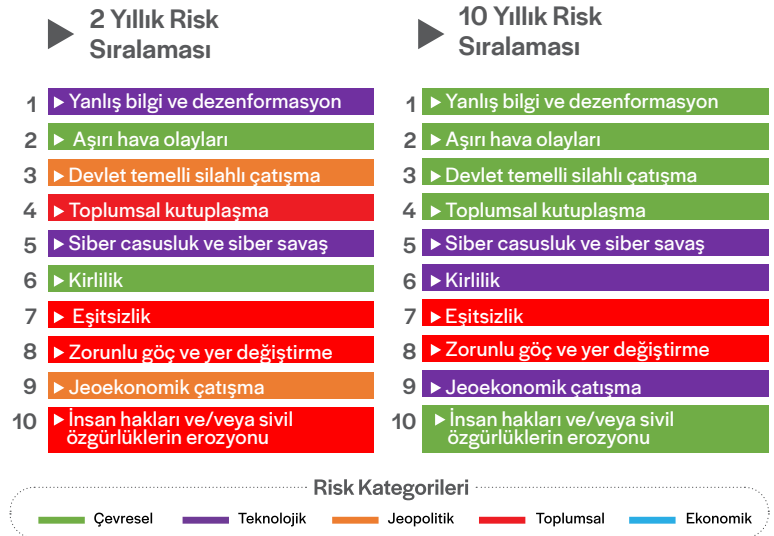 2 Yıllık Risk
Sıralaması
1 ▶ Yanlış bilgi ve dezenformasyon
2 ▶ Aşırı hava olayları
3 ▶ Devlet temelli silahlı çatışma
4 ▶ Toplumsal kutuplaşma
5 ▶ Siber casusluk ve siber savaş
6 ▶ Kirlilik
7 ▶ Eşitsizlik
8 ▶ Zorunlu göç ve yer değiştirme
9 ▶ Jeoekonomik çatışma
10 ▶ İnsan hakları ve/veya sivil
özgürlüklerin erozyonu
10 Yıllık Risk
Sıralaması
1 ▶ Yanlış bilgi ve dezenformasyon
2 ▶ Aşırı hava olayları
3 ▶ Devlet temelli silahlı çatışma
4 ▶ Toplumsal kutuplaşma
5 ▶ Siber casusluk ve siber savaş
6 ▶ Kirlilik
7 ▶ Eşitsizlik
8 ▶ Zorunlu göç ve yer değiştirme
9 ▶ Jeoekonomik çatışma
10 ▶ İnsan hakları ve/veya sivil
özgürlüklerin erozyonu
Risk Kategorileri
Çevresel Teknolojik Jeopolitik Toplumsal Ekonomik